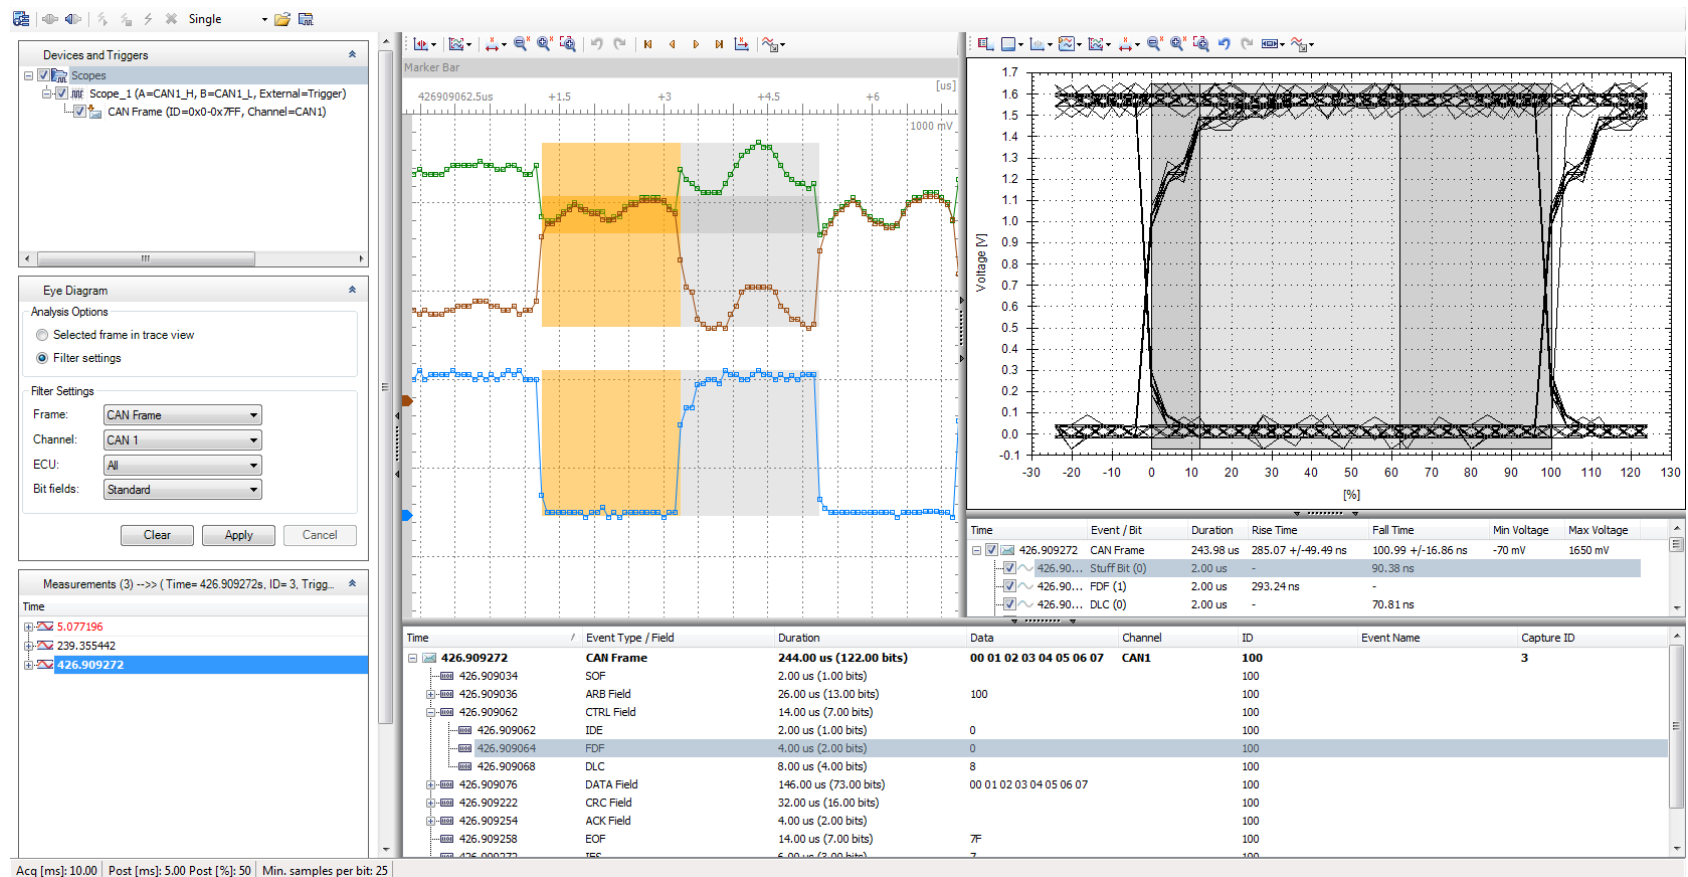 Single
Devices and Triggers
Scopes
Scope_1 (A=CAN1_H, B=CAN1_L, External=Trigger)
CAN Frame (ID=0x0-0x7FF, Channel=CAN1)
Eye Diagram
Analysis Options
Selected frame in trace view
Filter settings
Filter Settings
Frame: CAN Frame
Channel: CAN 1
ECU: All
Bit fields: Standard
Clear Apply Cancel
Measurements (3) -->> ( Time= 426.909272s, ID= 3, Trigg...
Time
5.077196
239.355442
426.909272
Marker Bar
[us]
426909062.5us +1.5 +3 +4.5 +6
1000 mV
1.7
1.6
1.5
1.4
1.3
1.2
1.1
1.0
0.9
0.8
0.7
0.6
0.5
0.4
0.3
0.2
0.1
0.0
-0.1
Voltage [V]
-30 -20 -10 0 10 20 30 40 50 60 70 80 90 100 110 120 130
[%]
Time Event / Bit Duration Rise Time Fall Time Min Voltage Max Voltage
426.909272 CAN Frame 243.98 us 285.07 +/-49.49 ns 100.99 +/-16.86 ns -70 mV 1650 mV
426.90... Stuff Bit (0) 2.00 us - 90.38 ns
426.90... FDF (1) 2.00 us 293.24 ns -
426.90... DLC (0) 2.00 us - 70.81 ns
Time / Event Type / Field Duration Data Channel ID Event Name Capture ID
426.909272 CAN Frame 244.00 us (122.00 bits) 00 01 02 03 04 05 06 07 CAN1 100 3
426.909034 SOF 2.00 us (1.00 bits) 100
426.909036 ARB Field 26.00 us (13.00 bits) 100 100
426.909062 CTRL Field 14.00 us (7.00 bits) 100
426.909062 IDE 2.00 us (1.00 bits) 0 100
426.909064 FDF 4.00 us (2.00 bits) 0 100
426.909068 DLC 8.00 us (4.00 bits) 8 100
426.909076 DATA Field 146.00 us (73.00 bits) 00 01 02 03 04 05 06 07 100
426.909222 CRC Field 32.00 us (16.00 bits) 100
426.909254 ACK Field 4.00 us (2.00 bits) 100
426.909258 EOF 14.00 us (7.00 bits) 7F 100
426.909272 IFS 6.00 us (3.00 bits) 7 100
Acq [ms]: 10.00 Post [ms]: 5.00 Post [%]: 50 Min. samples per bit: 25